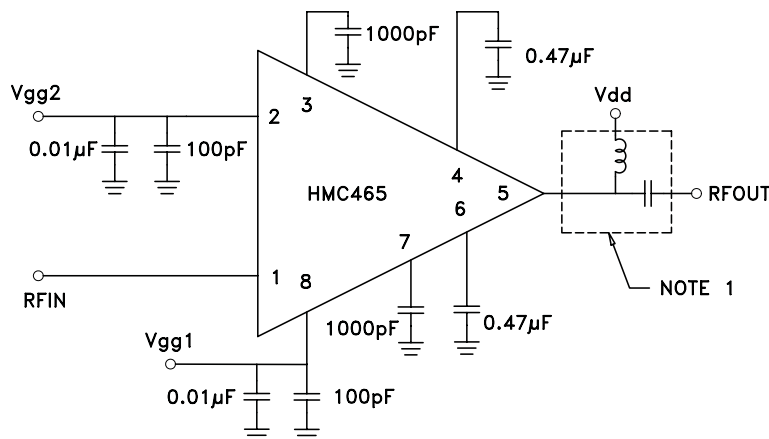 1000pF
0.47µF
Vgg2
3
Vdd
2
0.01µF
100pF
4
HMC465
5
RFOUT
6
7
1
8
RFIN
NOTE 1
1000pF
0.47µF
Vgg1
0.01µF
100pF